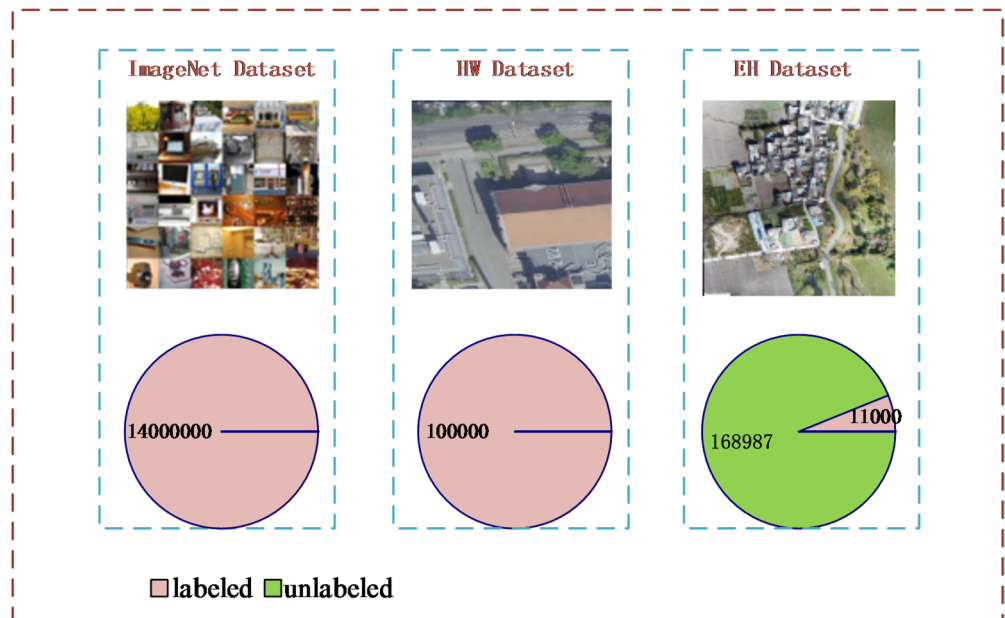 ImageNet Dataset
HW Dataset
EH Dataset
14000000
100000
11000
168987
labeled
unlabeled